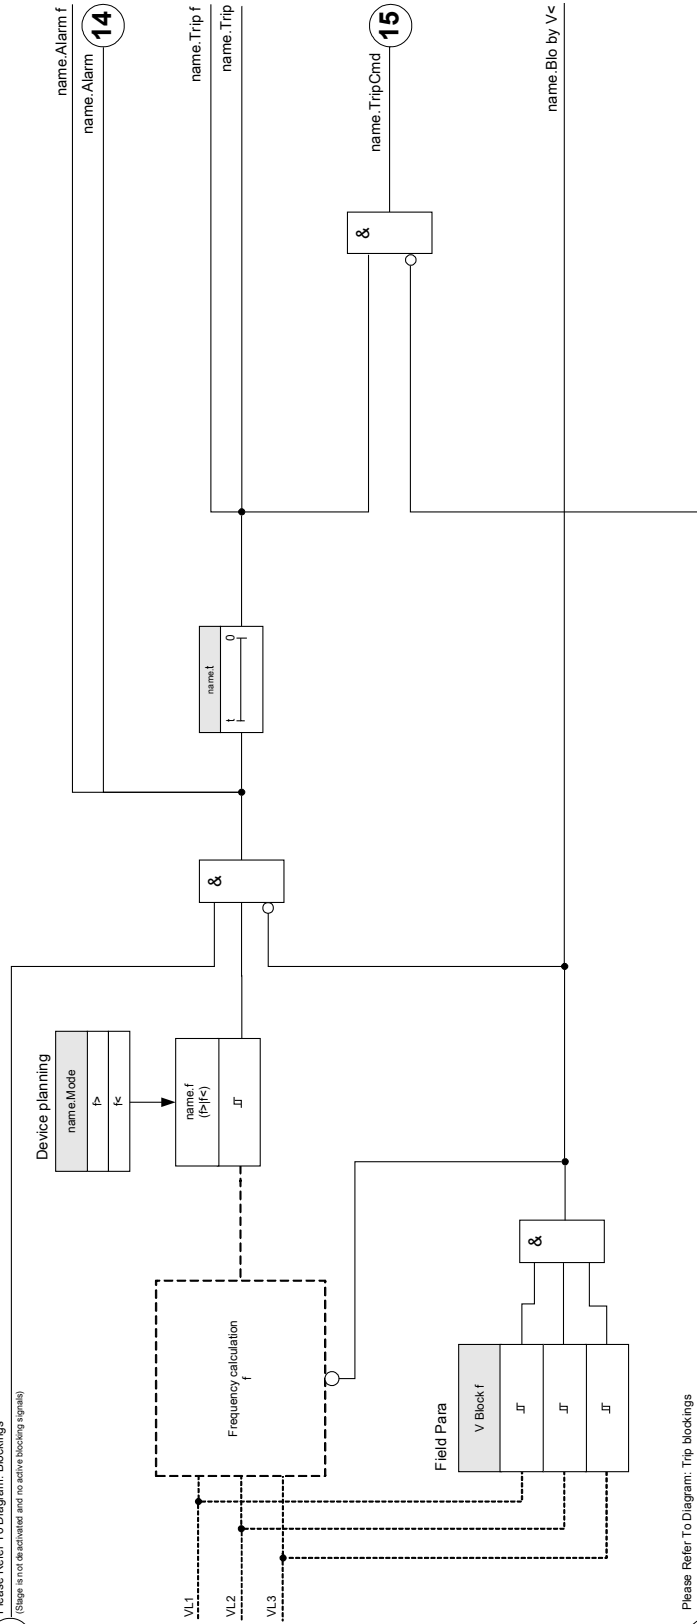 Please Refer To Diagram: Blockings
(Stage is not deactivated and no active blocking signals)
name.Alarm f
name.Alarm
14
Device planning
name.Mode
f>
f<
name.f
(f>|f<)
&
name.t
t
0
name.Trip f
name.Trip
VL1
VL2
VL3
Frequency calculation
f
&
name.TripCmd
15
Field Para
V Block f
&
name.Blo by V<
Please Refer To Diagram: Trip blockings